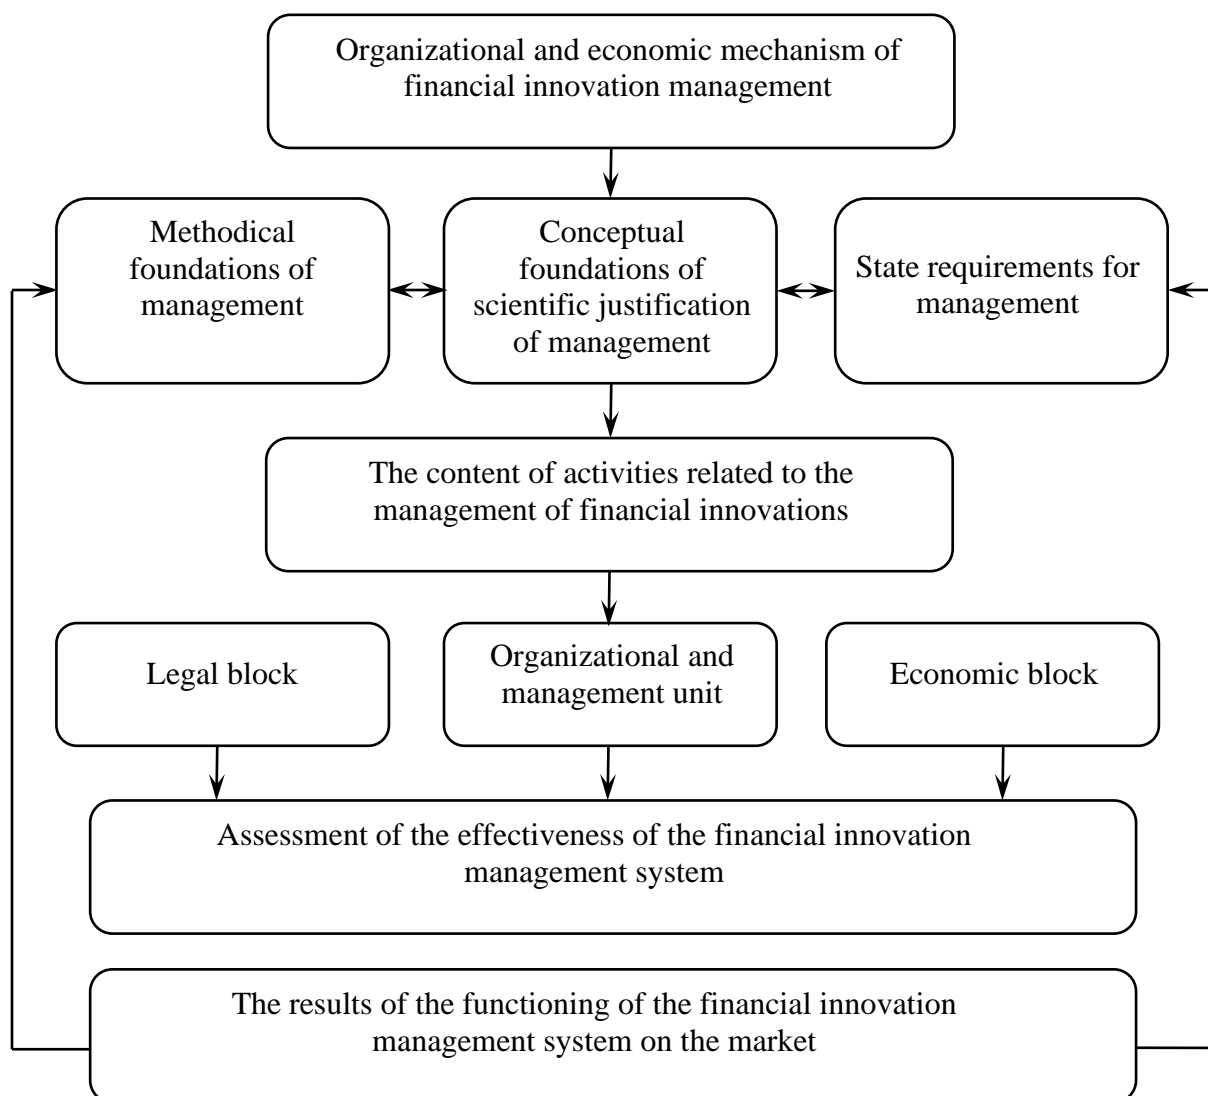 Organizational and economic mechanism of
financial innovation management
Methodical
foundations of
management
Conceptual
foundations of
scientific justification
of management
State requirements for
management
The content of activities related to the
management of financial innovations
Legal block
Organizational and
management unit
Economic block
Assessment of the effectiveness of the financial innovation
management system
The results of the functioning of the financial innovation
management system on the market